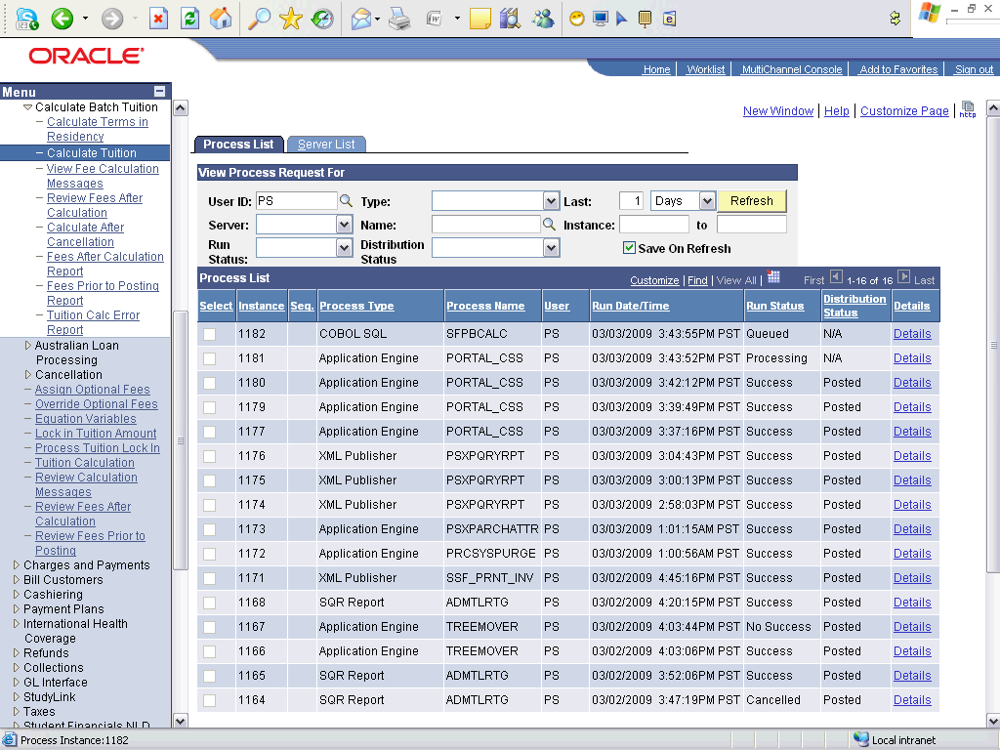 123
W
e
ORACLE®
Home | Worklist | MultiChannel Console | Add to Favorites | Sign out
Menu
Calculate Batch Tuition
Calculate Terms in
Residency
Calculate Tuition
View Fee Calculation
Messages
Review Fees After
Calculation
Calculate After
Cancellation
Fees After Calculation
Report
Fees Prior to Posting
Report
Tuition Calc Error
Report
Australian Loan
Processing
Cancellation
Assign Optional Fees
Override Optional Fees
Equation Variables
Lock in Tuition Amount
Process Tuition Lock In
Tuition Calculation
Review Calculation
Messages
Review Fees After
Calculation
Review Fees Prior to
Posting
Charges and Payments
Bill Customers
Cashiering
Payment Plans
International Health
Coverage
Refunds
Collections
GL Interface
StudyLink
Taxes
Student Financials NLD
New Window | Help | Customize Page | http
Process List Server List
View Process Request For
User ID: PS Type: Last: 1 Days Refresh
Server: Name: Instance: to
Run Status: Distribution Status Save On Refresh
Process List Customize | Find | View All | First 1-16 of 16 Last
Select Instance Seq. Process Type Process Name User Run Date/Time Run Status Distribution Status Details
1182 COBOL SQL SFPBCALC PS 03/03/2009 3:43:55PM PST Queued N/A Details
1181 Application Engine PORTAL_CSS PS 03/03/2009 3:43:52PM PST Processing N/A Details
1180 Application Engine PORTAL_CSS PS 03/03/2009 3:42:12PM PST Success Posted Details
1179 Application Engine PORTAL_CSS PS 03/03/2009 3:39:49PM PST Success Posted Details
1177 Application Engine PORTAL_CSS PS 03/03/2009 3:37:16PM PST Success Posted Details
1176 XML Publisher PSXPQRYRPT PS 03/03/2009 3:04:43PM PST Success Posted Details
1175 XML Publisher PSXPQRYRPT PS 03/03/2009 3:00:13PM PST Success Posted Details
1174 XML Publisher PSXPQRYRPT PS 03/03/2009 2:58:03PM PST Success Posted Details
1173 Application Engine PSXPARCHATTR PS 03/03/2009 1:01:15AM PST Success Posted Details
1172 Application Engine PRCSYSPURGE PS 03/03/2009 1:00:56AM PST Success Posted Details
1171 XML Publisher SSF_PRNT_INV PS 03/02/2009 4:45:16PM PST Success Posted Details
1168 SQR Report ADMTLRTG PS 03/02/2009 4:20:15PM PST Success Posted Details
1167 Application Engine TREEMOVER PS 03/02/2009 4:03:44PM PST No Success Posted Details
1166 Application Engine TREEMOVER PS 03/02/2009 4:03:06PM PST Success Posted Details
1165 SQR Report ADMTLRTG PS 03/02/2009 3:52:06PM PST Success Posted Details
1164 SQR Report ADMTLRTG PS 03/02/2009 3:47:19PM PST Cancelled Posted Details
Process Instance:1182 Local intranet